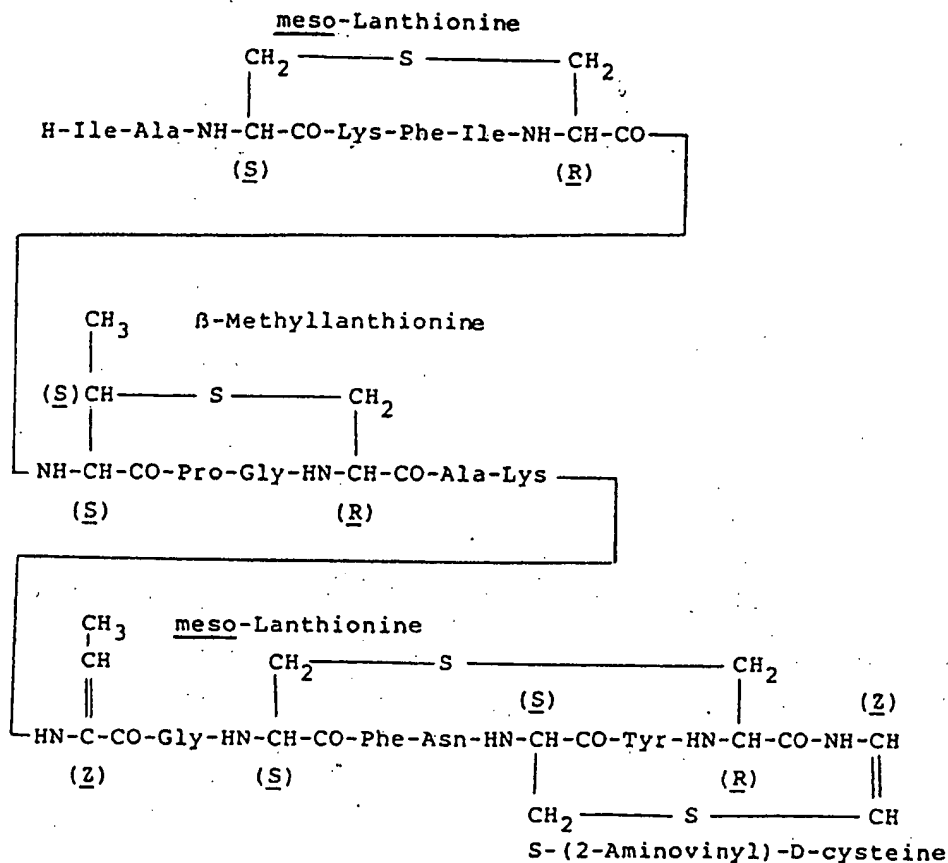 meso-Lanthionine
CH2 S CH2
H-Ile-Ala-NH-CH-CO-Lys-Phe-Ile-NH-CH-CO
(S) (R)
CH3 ß-Methyllanthionine
(S) CH S CH2
NH-CH-CO-Pro-Gly-HN-CH-CO-Ala-Lys
(S) (R)
CH3 meso-Lanthionine
CH CH2 S CH2
(S) (Z)
HN-C-CO-Gly-HN-CH-CO-Phe-Asn-HN-CH-CO-Tyr-HN-CH-CO-NH-CH
(Z) (S) (R)
CH2 S CH
S-(2-Aminovinyl)-D-cysteine